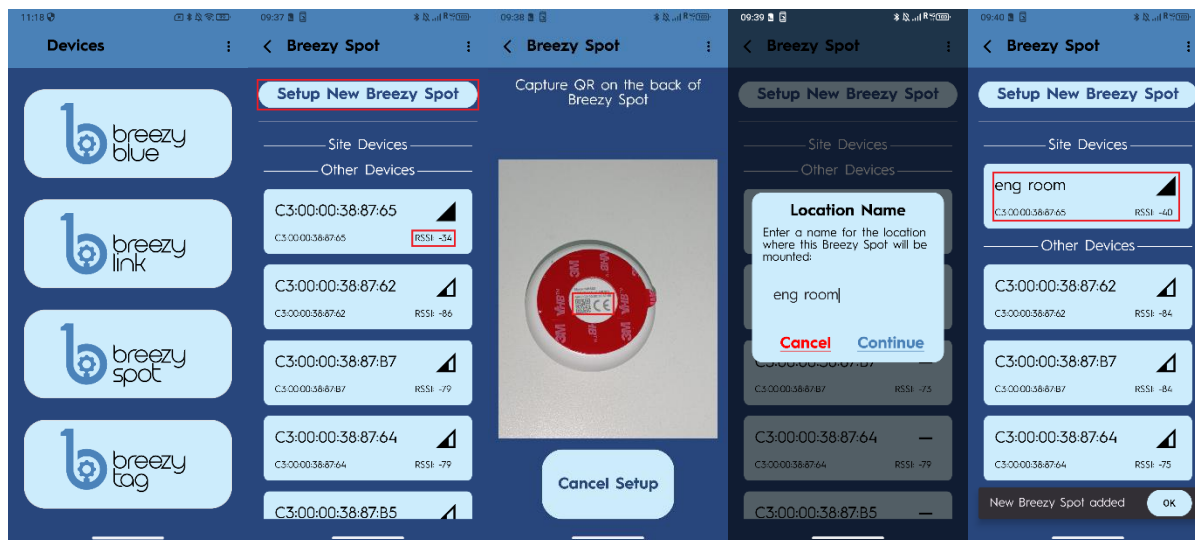 11:18
Devices
breezy
blue
breezy
link
breezy
spot
breezy
tag
09:37
Breezy Spot
Setup New Breezy Spot
Site Devices
Other Devices
C3:00:00:38:87:65
C3:00:00:38:87:65 RSSI: -34
C3:00:00:38:87:62
C3:00:00:38:87:62 RSSI: -86
C3:00:00:38:87:B7
C3:00:00:38:87:B7 RSSI: -79
C3:00:00:38:87:64
C3:00:00:38:87:64 RSSI: -79
C3:00:00:38:87:B5
09:38
Breezy Spot
Capture QR on the back of
Breezy Spot
3M
VHB
3M
VHB
3M
CE
Cancel Setup
09:39
Breezy Spot
Setup New Breezy Spot
Site Devices
Other Devices
Location Name
Enter a name for the location
where this Breezy Spot will be
mounted:
eng room
Cancel Continue
C3:00:00:38:87:B7
C3:00:00:38:87:B7 RSSI: -73
C3:00:00:38:87:64
C3:00:00:38:87:64 RSSI: -79
C3:00:00:38:87:B5
09:40
Breezy Spot
Setup New Breezy Spot
Site Devices
eng room
C3:00:00:38:87:65 RSSI: -40
Other Devices
C3:00:00:38:87:62
C3:00:00:38:87:62 RSSI: -84
C3:00:00:38:87:B7
C3:00:00:38:87:B7 RSSI: -84
C3:00:00:38:87:64
C3:00:00:38:87:64 RSSI: -75
New Breezy Spot added OK